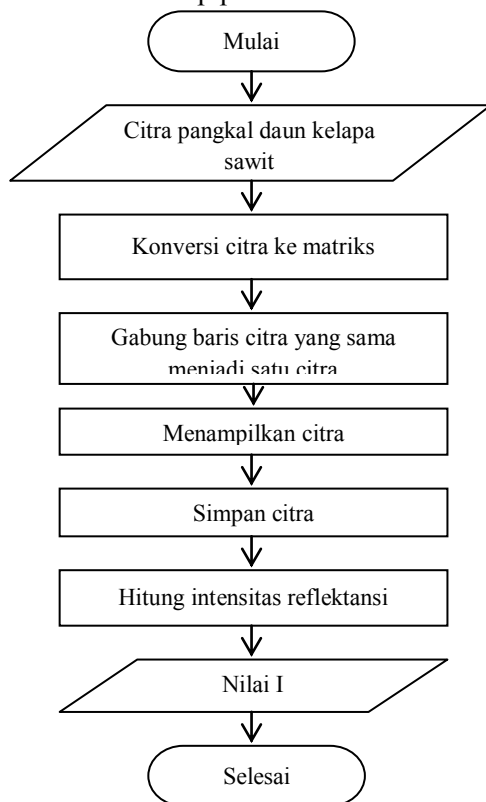 Mulai
Citra pangkal daun kelapa
sawit
Konversi citra ke matriks
Gabung baris citra yang sama
menjadi satu citra
Menampilkan citra
Simpan citra
Hitung intensitas reflektansi
Nilai I
Selesai